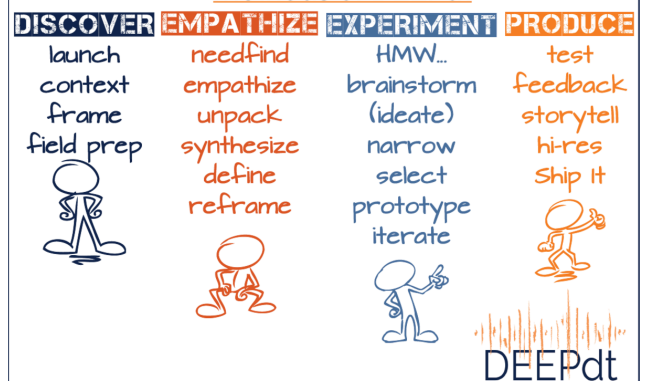 DISCOVER EMPATHIZE EXPERIMENT PRODUCE
launch
context
frame
field prep
needfind
empathize
unpack
synthesize
define
reframe
HMW...
brainstorm
(ideate)
narrow
select
prototype
iterate
test
feedback
storytell
hi-res
Ship It
DEEPdt